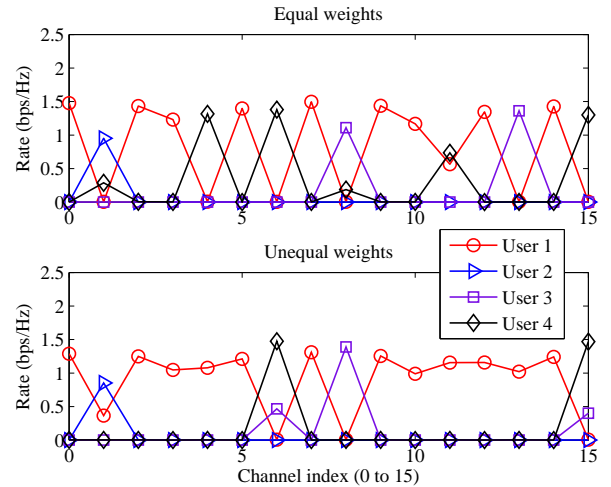 Equal weights
2.5
2
1.5
1
0.5
0
Rate (bps/Hz)
0 5 10 15
Unequal weights
User 1
User 2
User 3
User 4
2.5
2
1.5
1
0.5
0
Rate (bps/Hz)
0 5 10 15
Channel index (0 to 15)